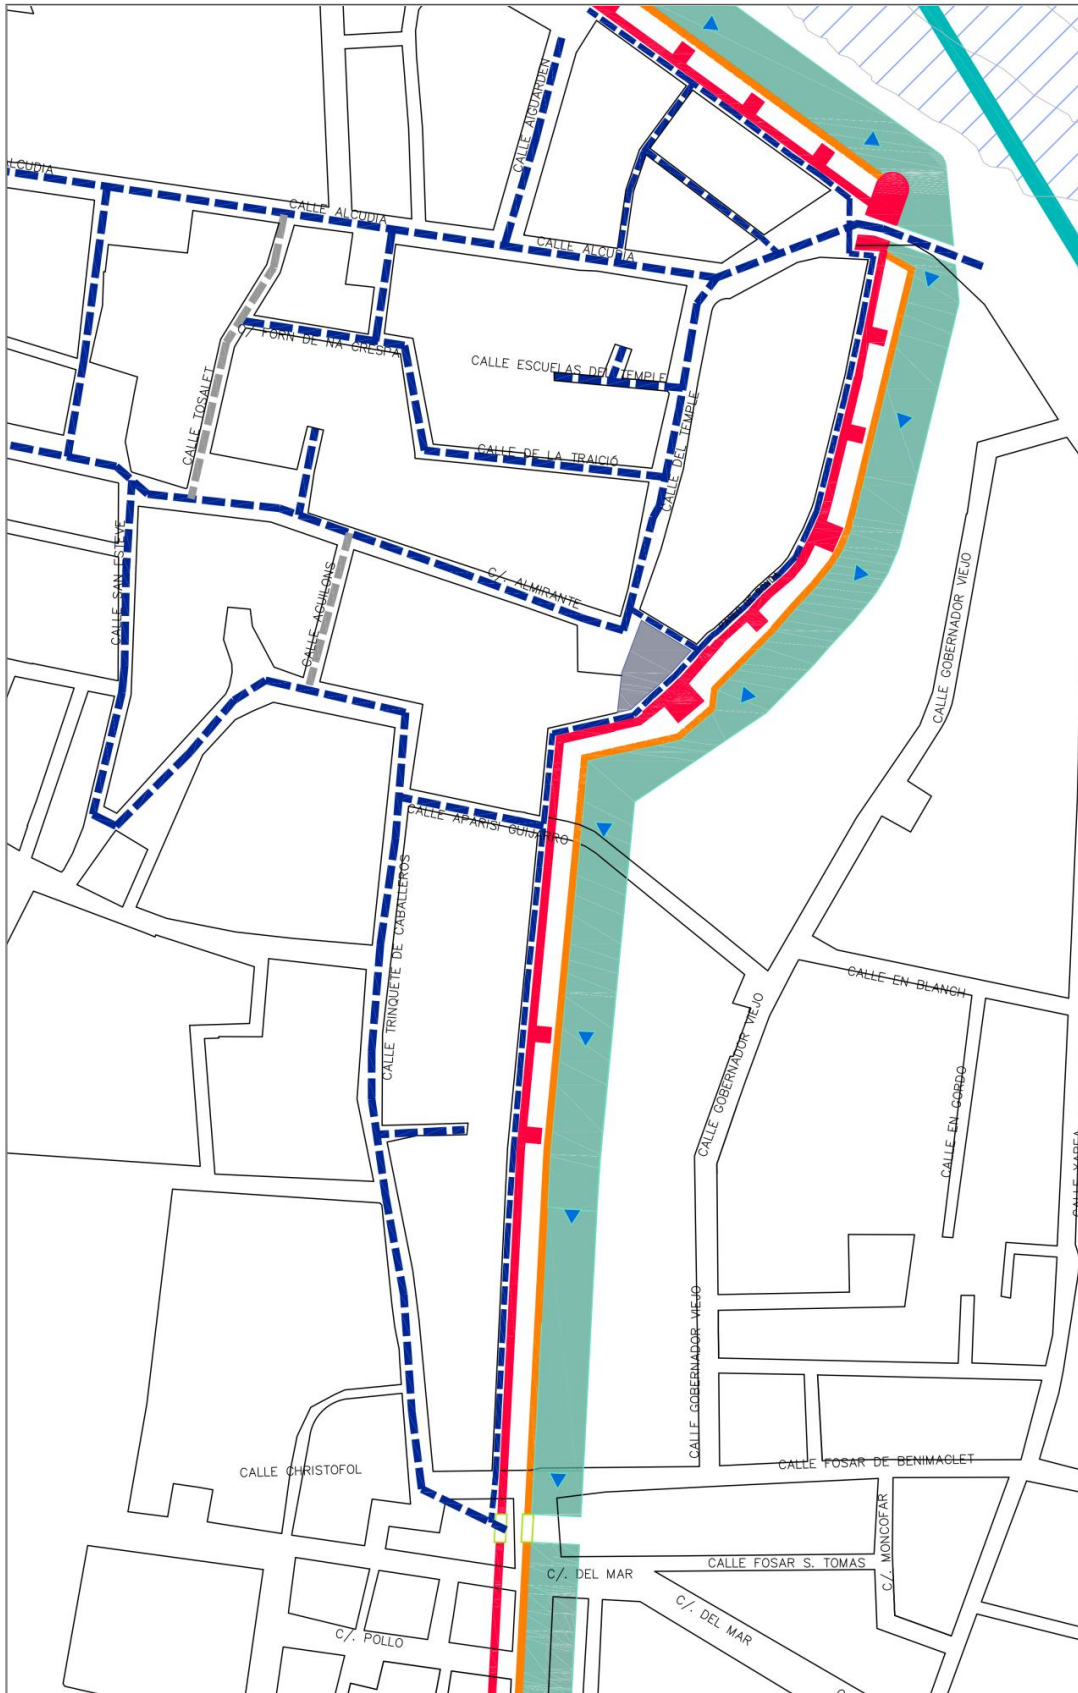 ALCUDIA
CALLE AIGUARDEN
CALLE ALCUDIA
CALLE ALCUDIA
C/ FORN DE NA CRESPA
CALLE ESCUELAS DEL TEMPLE
CALLE TOSALET
CALLE DEL TEMPLE
CALLE DE LA TRAICIÓ
CALLE SAN ESTEVE
CALLE AGUILONS
C/. ALMIRANTE
CALLE GOBERNADOR VIEJO
CALLE APARISI GUIJARRO
CALLE TRINQUETE DE CABALLEROS
CALLE EN BLANCH
CALLE GOBERNADOR VIEJO
CALLE EN GORDO
CALLE XAREA
CALLE GOBERNADOR VIEJO
CALLE CHRISTOFOL
CALLE FOSAR DE BENIMACLET
C/. MONCOFAR
CALLE FOSAR S. TOMAS
C/. DEL MAR
C/. DEL MAR
C/. POLLO